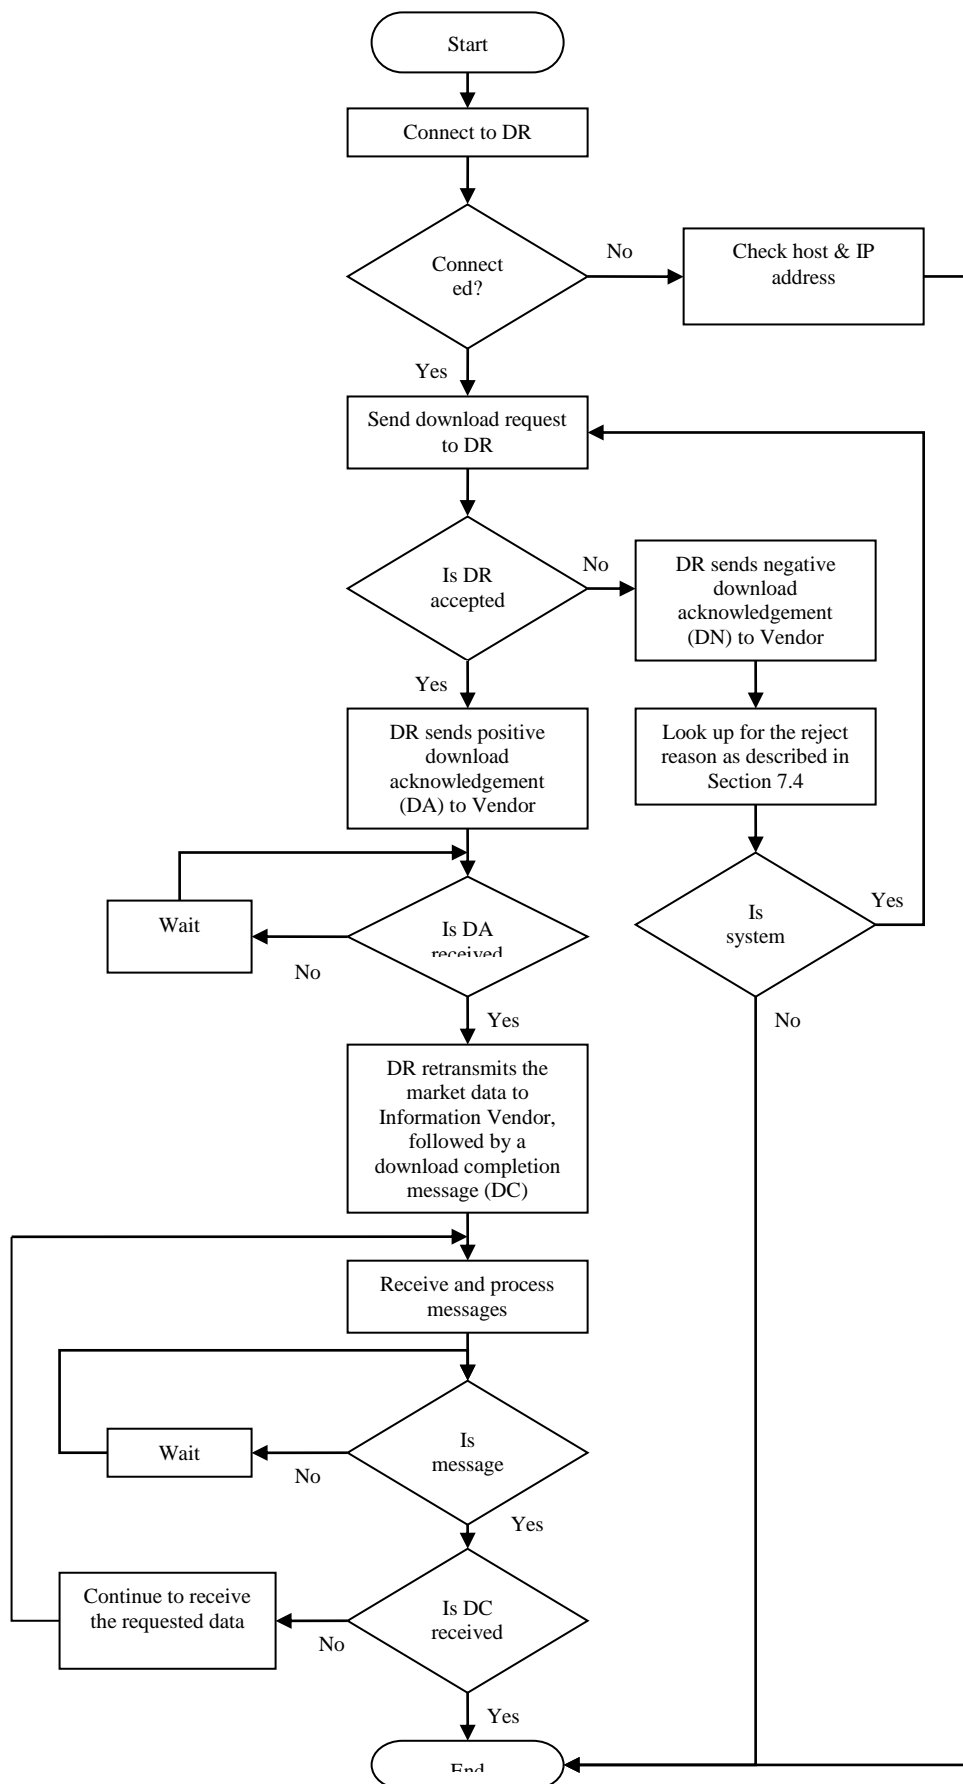 Start
Connect to DR
Connect
ed?
No
Check host & IP
address
Yes
Send download request
to DR
Is DR
accepted
No
DR sends negative
download
acknowledgement
(DN) to Vendor
Yes
DR sends positive
download
acknowledgement
(DA) to Vendor
Look up for the reject
reason as described in
Section 7.4
Wait
Is DA
received
No
Is
system
Yes
Yes
No
DR retransmits the
market data to
Information Vendor,
followed by a
download completion
message (DC)
Receive and process
messages
Wait
Is
message
No
Yes
Continue to receive
the requested data
Is DC
received
No
Yes
End